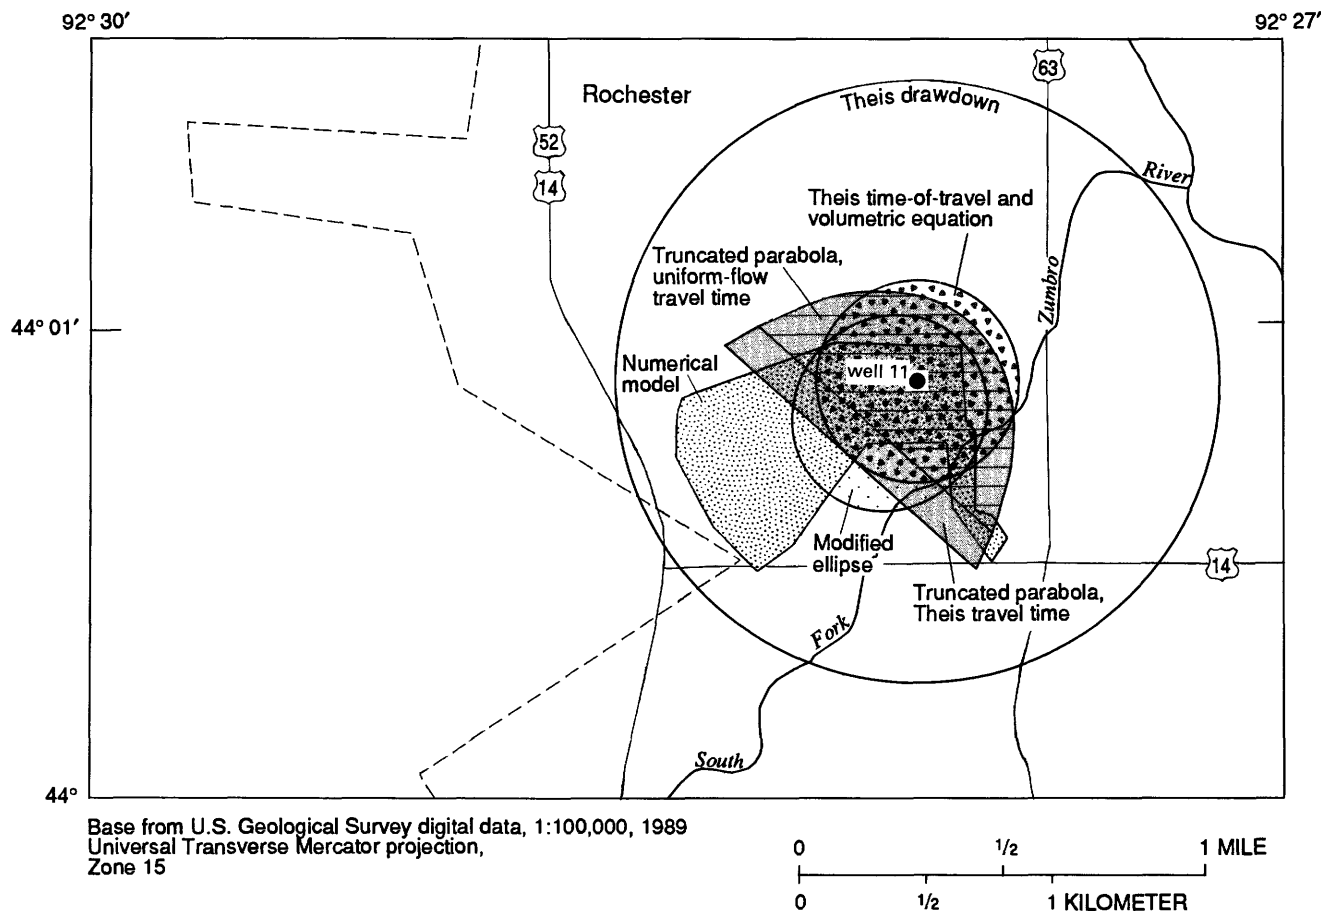 92° 30′
92° 27′
63
Rochester
Theis drawdown
52
14
River
Theis time-of-travel and
volumetric equation
Truncated parabola,
uniform-flow
travel time
Zumbro
44° 01′
Numerical
model
well 11
Modified
ellipse
14
Truncated parabola,
Theis travel time
Fork
South
44°
Base from U.S. Geological Survey digital data, 1:100,000, 1989
Universal Transverse Mercator projection,
Zone 15
0 1/2 1 MILE
0 1/2 1 KILOMETER